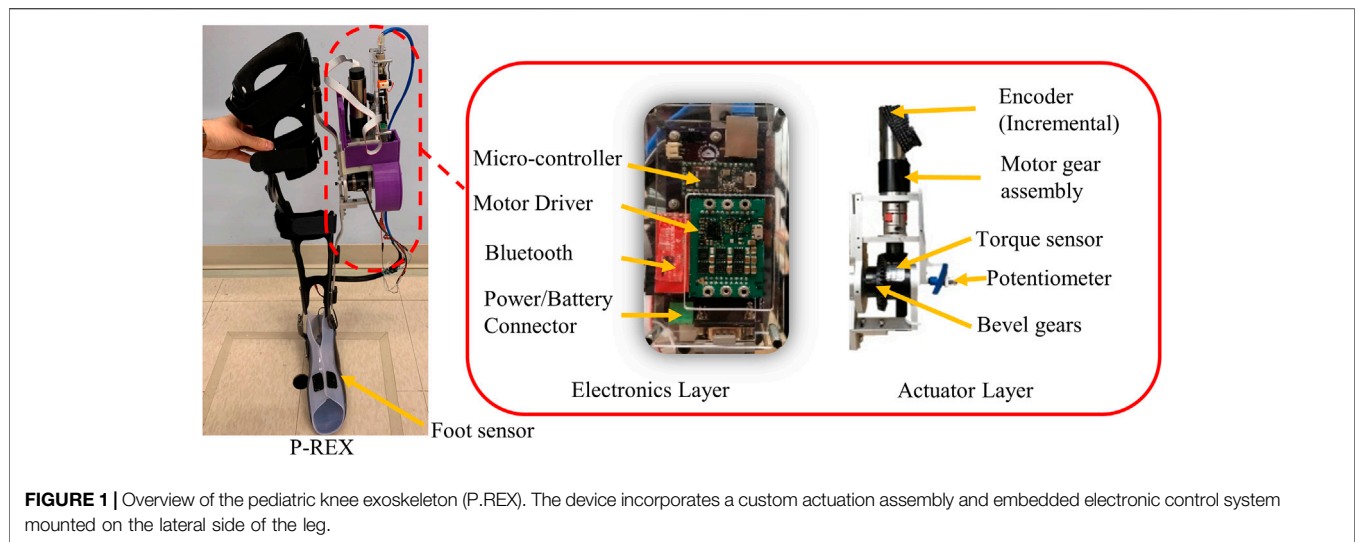 Micro-controller
Motor Driver
Bluetooth
Power/Battery
Connector
Electronics Layer
Encoder
(Incremental)
Motor gear
assembly
Torque sensor
Potentiometer
Bevel gears
Actuator Layer
Foot sensor
P-REX
FIGURE 1 | Overview of the pediatric knee exoskeleton (P.REX). The device incorporates a custom actuation assembly and embedded electronic control system
mounted on the lateral side of the leg.